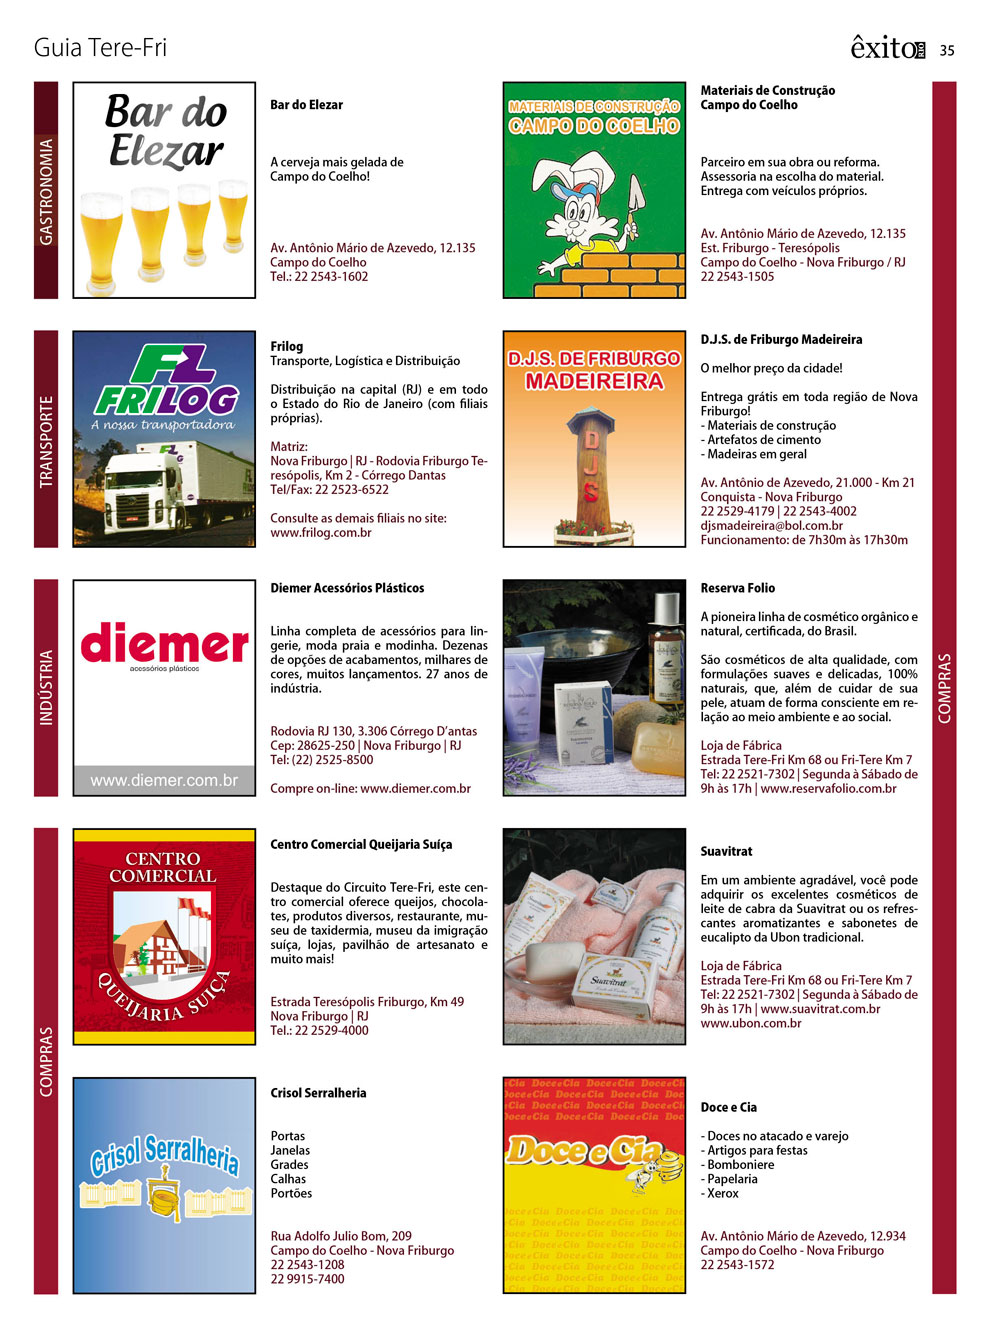 Guia Tere-Fri
êxito RIO 35
GASTRONOMIA
Bar do
Elezar
Bar do Elezar
A cerveja mais gelada de
Campo do Coelho!
Av. Antônio Mário de Azevedo, 12.135
Campo do Coelho
Tel.: 22 2543-1602
MATERIAIS DE CONSTRUÇÃO
CAMPO DO COELHO
Materiais de Construção
Campo do Coelho
Parceiro em sua obra ou reforma.
Assessoria na escolha do material.
Entrega com veículos próprios.
Av. Antônio Mário de Azevedo, 12.135
Est. Friburgo - Teresópolis
Campo do Coelho - Nova Friburgo / RJ
22 2543-1505
TRANSPORTE
FL
FRILOG
A nossa transportadora
FL
Frilog
Transporte, Logística e Distribuição
Distribuição na capital (RJ) e em todo
o Estado do Rio de Janeiro (com filiais
próprias).
Matriz:
Nova Friburgo | RJ - Rodovia Friburgo Te-
resópolis, Km 2 - Córrego Dantas
Tel/Fax: 22 2523-6522
Consulte as demais filiais no site:
www.frilog.com.br
D.J.S. DE FRIBURGO
MADEIREIRA
DJS
D.J.S. de Friburgo Madeireira
O melhor preço da cidade!
Entrega grátis em toda região de Nova
Friburgo!
- Materiais de construção
- Artefatos de cimento
- Madeiras em geral
Av. Antônio de Azevedo, 21.000 - Km 21
Conquista - Nova Friburgo
22 2529-4179 | 22 2543-4002
djsmadeireira@bol.com.br
Funcionamento: de 7h30m às 17h30m
INDÚSTRIA
diemer
acessórios plásticos
www.diemer.com.br
Diemer Acessórios Plásticos
Linha completa de acessórios para lin-
gerie, moda praia e modinha. Dezenas
de opções de acabamentos, milhares de
cores, muitos lançamentos. 27 anos de
indústria.
Rodovia RJ 130, 3.306 Córrego D'antas
Cep: 28625-250 | Nova Friburgo | RJ
Tel: (22) 2525-8500
Compre on-line: www.diemer.com.br
Reserva Folio
A pioneira linha de cosmético orgânico e
natural, certificada, do Brasil.
São cosméticos de alta qualidade, com
formulações suaves e delicadas, 100%
naturais, que, além de cuidar de sua
pele, atuam de forma consciente em re-
lação ao meio ambiente e ao social.
Loja de Fábrica
Estrada Tere-Fri Km 68 ou Fri-Tere Km 7
Tel: 22 2521-7302 | Segunda à Sábado de
9h às 17h | www.reservafolio.com.br
COMPRAS
COMPRAS
CENTRO
COMERCIAL
QUEIJARIA SUÍÇA
Centro Comercial Queijaria Suíça
Destaque do Circuito Tere-Fri, este cen-
tro comercial oferece queijos, chocola-
tes, produtos diversos, restaurante, mu-
seu de taxidermia, museu da imigração
suíça, lojas, pavilhão de artesanato e
muito mais!
Estrada Teresópolis Friburgo, Km 49
Nova Friburgo | RJ
Tel.: 22 2529-4000
Suavitrat
Suavitrat
Em um ambiente agradável, você pode
adquirir os excelentes cosméticos de
leite de cabra da Suavitrat ou os refres-
cantes aromatizantes e sabonetes de
eucalipto da Ubon tradicional.
Loja de Fábrica
Estrada Tere-Fri Km 68 ou Fri-Tere Km 7
Tel: 22 2521-7302 | Segunda à Sábado de
9h às 17h | www.suavitrat.com.br
www.ubon.com.br
Crisol Serralheria
Crisol Serralheria
Portas
Janelas
Grades
Calhas
Portões
Rua Adolfo Julio Bom, 209
Campo do Coelho - Nova Friburgo
22 2543-1208
22 9915-7400
Doce e Cia
Doce e Cia
- Doces no atacado e varejo
- Artigos para festas
- Bomboniere
- Papelaria
- Xerox
Av. Antônio Mário de Azevedo, 12.934
Campo do Coelho - Nova Friburgo
22 2543-1572